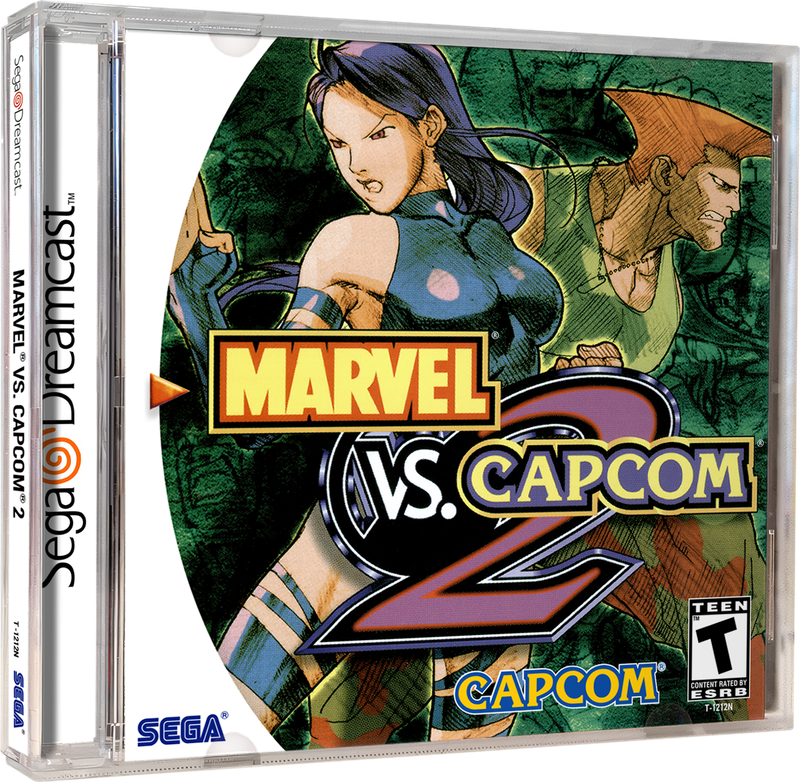 Sega Dreamcast
MARVEL® VS. CAPCOM® 2
T-1212N
SEGA
Sega Dreamcast™
MARVEL®
VS. CAPCOM®
2
TEEN
T™
CONTENT RATED BY
ESRB
T-1212N
CAPCOM®
SEGA®